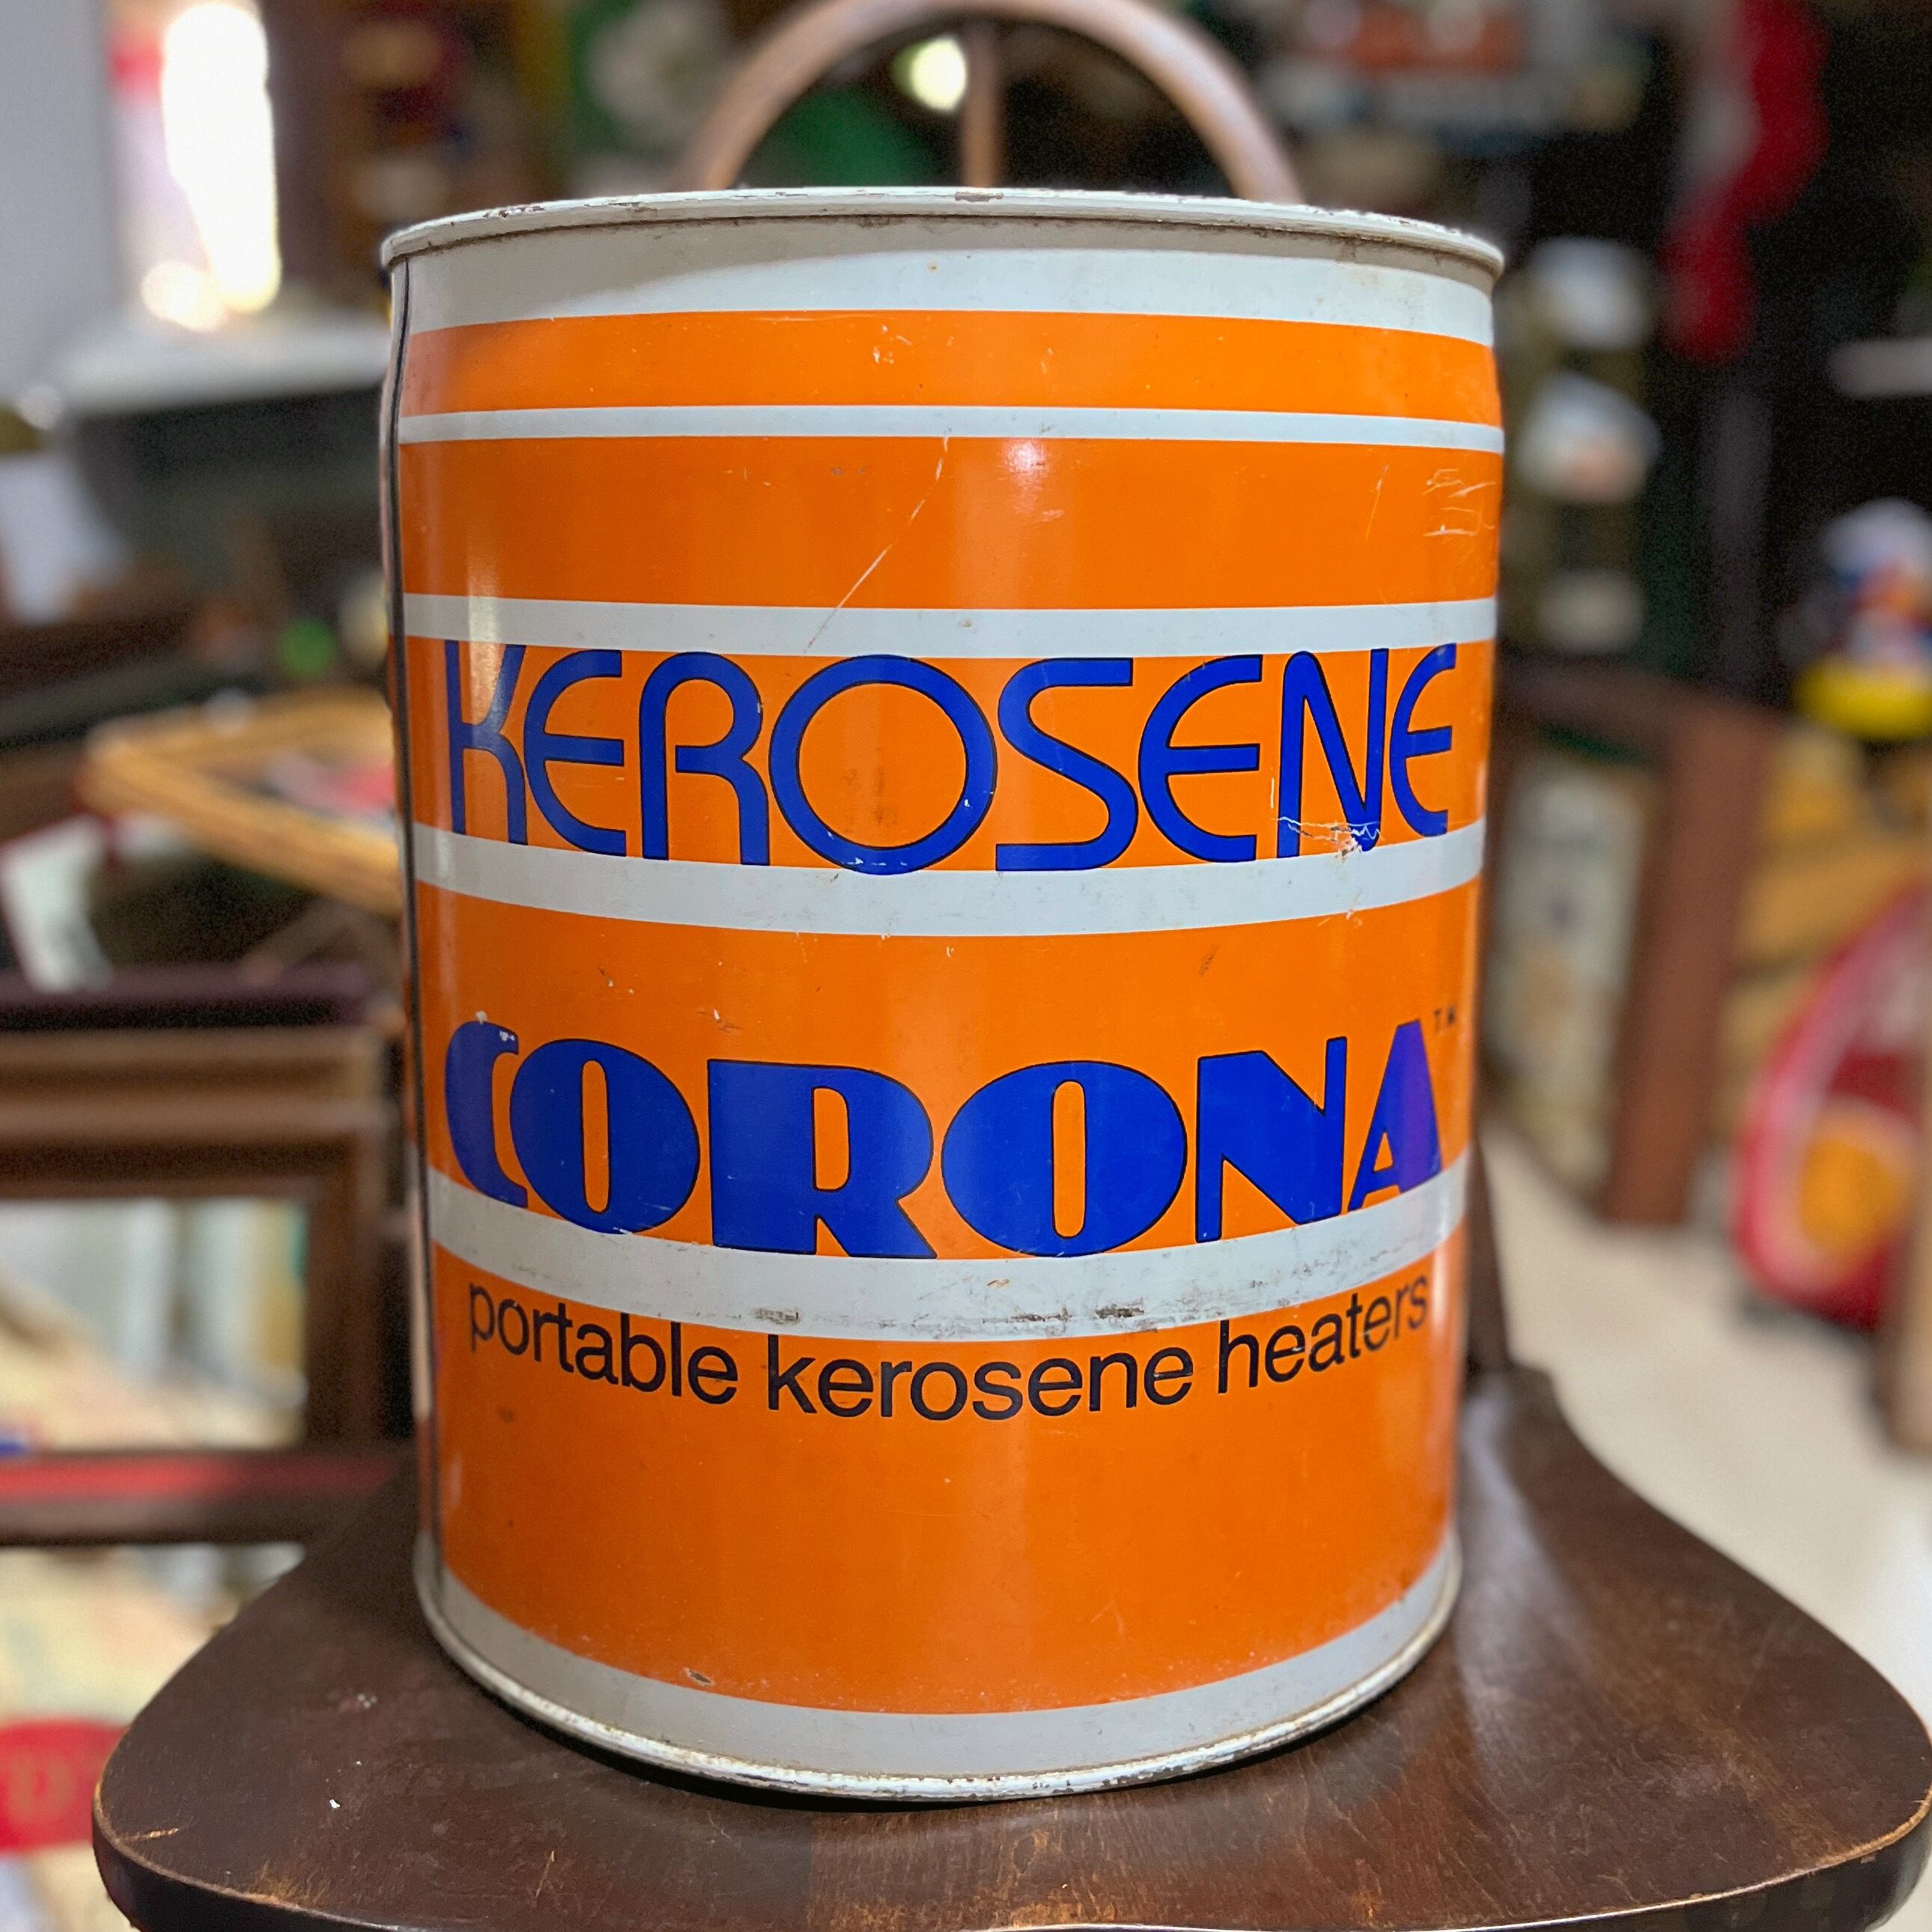 KEROSENE
CORONA T.M.
portable kerosene heaters